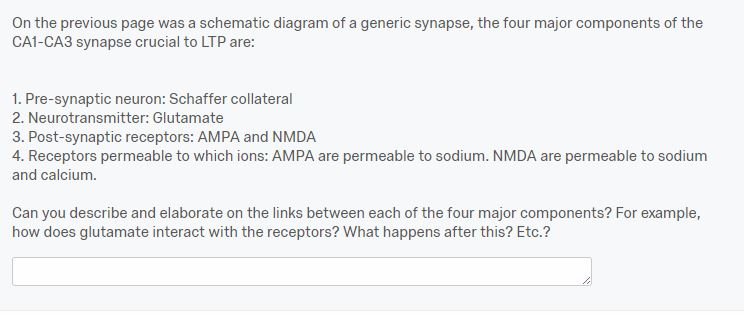 On the previous page was a schematic diagram of a generic synapse, the four major components of the
CA1-CA3 synapse crucial to LTP are:
1. Pre-synaptic neuron: Schaffer collateral
2. Neurotransmitter: Glutamate
3. Post-synaptic receptors: AMPA and NMDA
4. Receptors permeable to which ions: AMPA are permeable to sodium. NMDA are permeable to sodium
and calcium.
Can you describe and elaborate on the links between each of the four major components? For example,
how does glutamate interact with the receptors? What happens after this? Etc.?